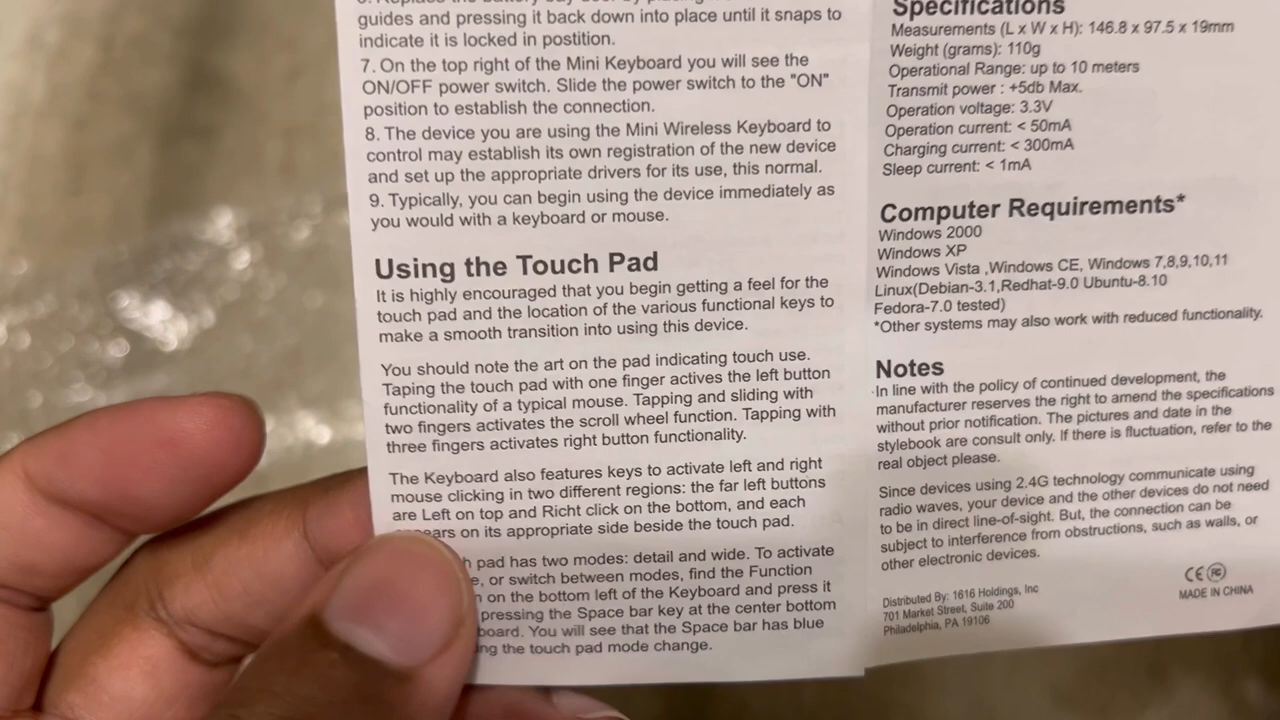 guides and pressing it back down into place until it snaps to
indicate it is locked in postition.
7. On the top right of the Mini Keyboard you will see the
ON/OFF power switch. Slide the power switch to the "ON"
position to establish the connection.
8. The device you are using the Mini Wireless Keyboard to
control may establish its own registration of the new device
and set up the appropriate drivers for its use, this normal.
9. Typically, you can begin using the device immediately as
you would with a keyboard or mouse.
Using the Touch Pad
It is highly encouraged that you begin getting a feel for the
touch pad and the location of the various functional keys to
make a smooth transition into using this device.
You should note the art on the pad indicating touch use.
Taping the touch pad with one finger actives the left button
functionality of a typical mouse. Tapping and sliding with
two fingers activates the scroll wheel function. Tapping with
three fingers activates right button functionality.
The Keyboard also features keys to activate left and right
mouse clicking in two different regions: the far left buttons
are Left on top and Richt click on the bottom, and each
on its appropriate side beside the touch pad.
pad has two modes: detail and wide. To activate
or switch between modes, find the Function
on the bottom left of the Keyboard and press it
pressing the Space bar key at the center bottom
board. You will see that the Space bar has blue
the touch pad mode change.
Specifications
Measurements (L x W x H): 146.8 x 97.5 x 19mm
Weight (grams): 110g
Operational Range: up to 10 meters
Transmit power : +5db Max.
Operation voltage: 3.3V
Operation current: < 50mA
Charging current: < 300mA
Sleep current: < 1mA
Computer Requirements*
Windows 2000
Windows XP
Windows Vista ,Windows CE, Windows 7,8,9,10,11
Linux(Debian-3.1,Redhat-9.0 Ubuntu-8.10
Fedora-7.0 tested)
*Other systems may also work with reduced functionality.
Notes
In line with the policy of continued development, the
manufacturer reserves the right to amend the specifications
without prior notification. The pictures and date in the
stylebook are consult only. If there is fluctuation, refer to the
real object please.
Since devices using 2.4G technology communicate using
radio waves, your device and the other devices do not need
to be in direct line-of-sight. But, the connection can be
subject to interference from obstructions, such as walls, or
other electronic devices.
Distributed By: 1616 Holdings, Inc
701 Market Street, Suite 200
Philadelphia, PA 19106
CE FC
MADE IN CHINA